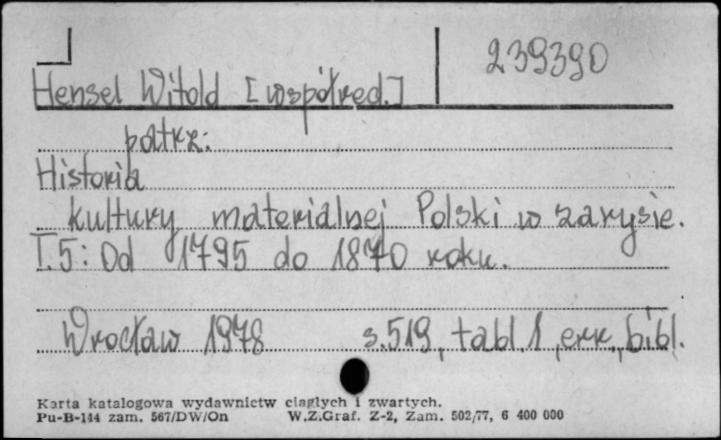 239390
Hensel Witold [współred.]
patrz:
Historia
kultury materialnej Polski w zarysie.
T.5: Od 1795 do 1870 roku.
Wrocław 1978 s. 519, tabl. 1, err., bibl.
Karta katalogowa wydawnictw ciągłych i zwartych.
Pu-B-144 zam. 567/DW/On W.Z.Graf. Z-2, Zam. 502/77, 6 400 000